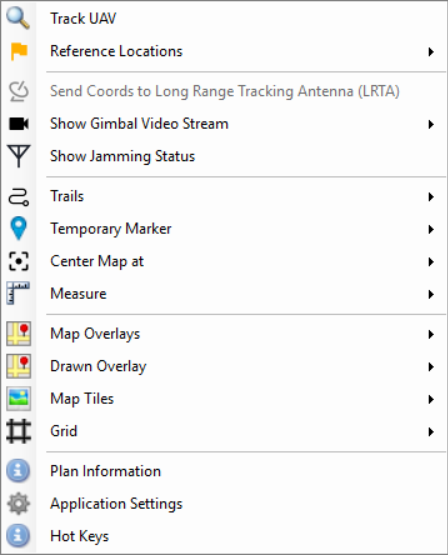 Track UAV
Reference Locations
Send Coords to Long Range Tracking Antenna (LRTA)
Show Gimbal Video Stream
Show Jamming Status
Trails
Temporary Marker
Center Map at
Measure
Map Overlays
Drawn Overlay
Map Tiles
Grid
Plan Information
Application Settings
Hot Keys